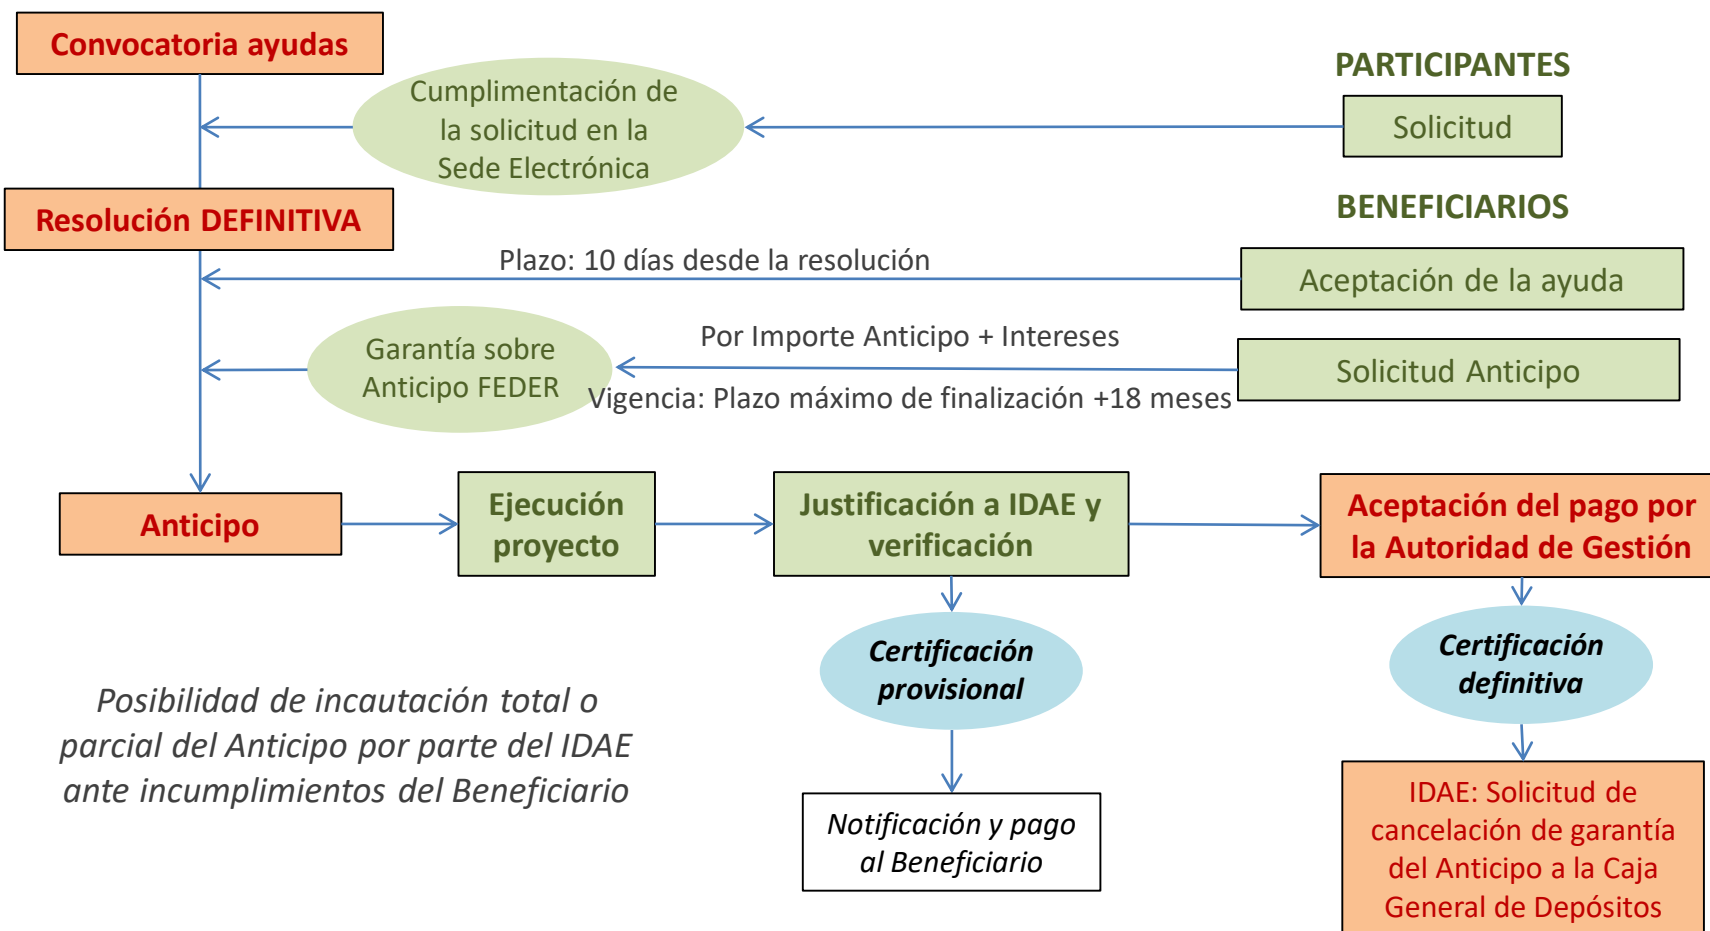 Convocatoria ayudas
PARTICIPANTES
Cumplimentación de
la solicitud en la
Sede Electrónica
Solicitud
Resolución DEFINITIVA
BENEFICIARIOS
Plazo: 10 días desde la resolución
Aceptación de la ayuda
Garantía sobre
Anticipo FEDER
Por Importe Anticipo + Intereses
Vigencia: Plazo máximo de finalización +18 meses
Solicitud Anticipo
Anticipo
Ejecución
proyecto
Justificación a IDAE y
verificación
Aceptación del pago por
la Autoridad de Gestión
Certificación
provisional
Certificación
definitiva
Posibilidad de incautación total o
parcial del Anticipo por parte del IDAE
ante incumplimientos del Beneficiario
Notificación y pago
al Beneficiario
IDAE: Solicitud de
cancelación de garantía
del Anticipo a la Caja
General de Depósitos